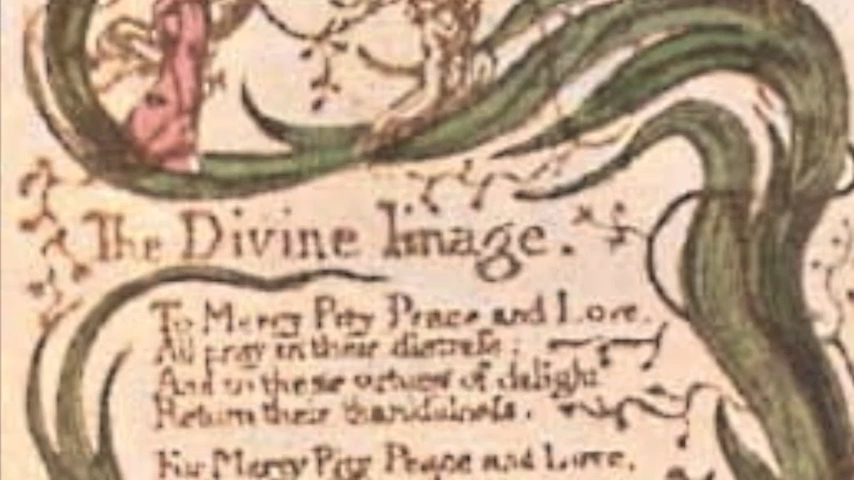 The Divine Image.
To Mercy Pity Peace and Love.
All pray in their distress:
And to these virtues of delight
Return their thankfulness.
For Mercy Pity Peace and Love,